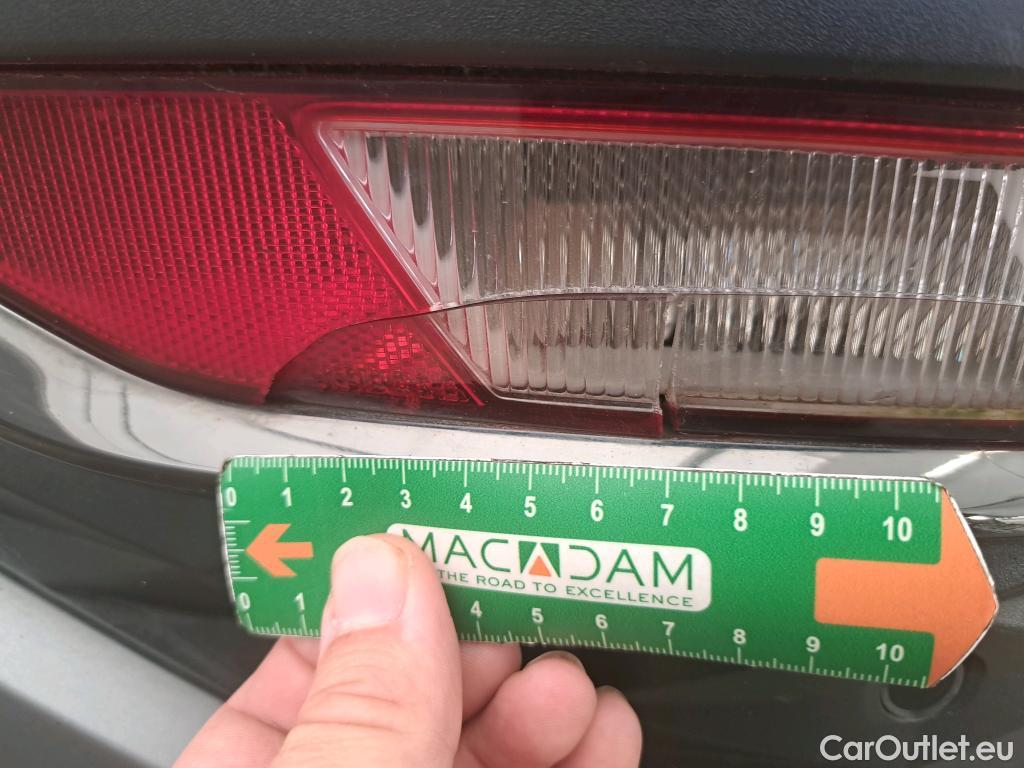 0 1 2 3 4 5 6 7 8 9 10
MACADAM
THE ROAD TO EXCELLENCE
0 1 4 5 6 7 8 9 10
CarOutlet.eu